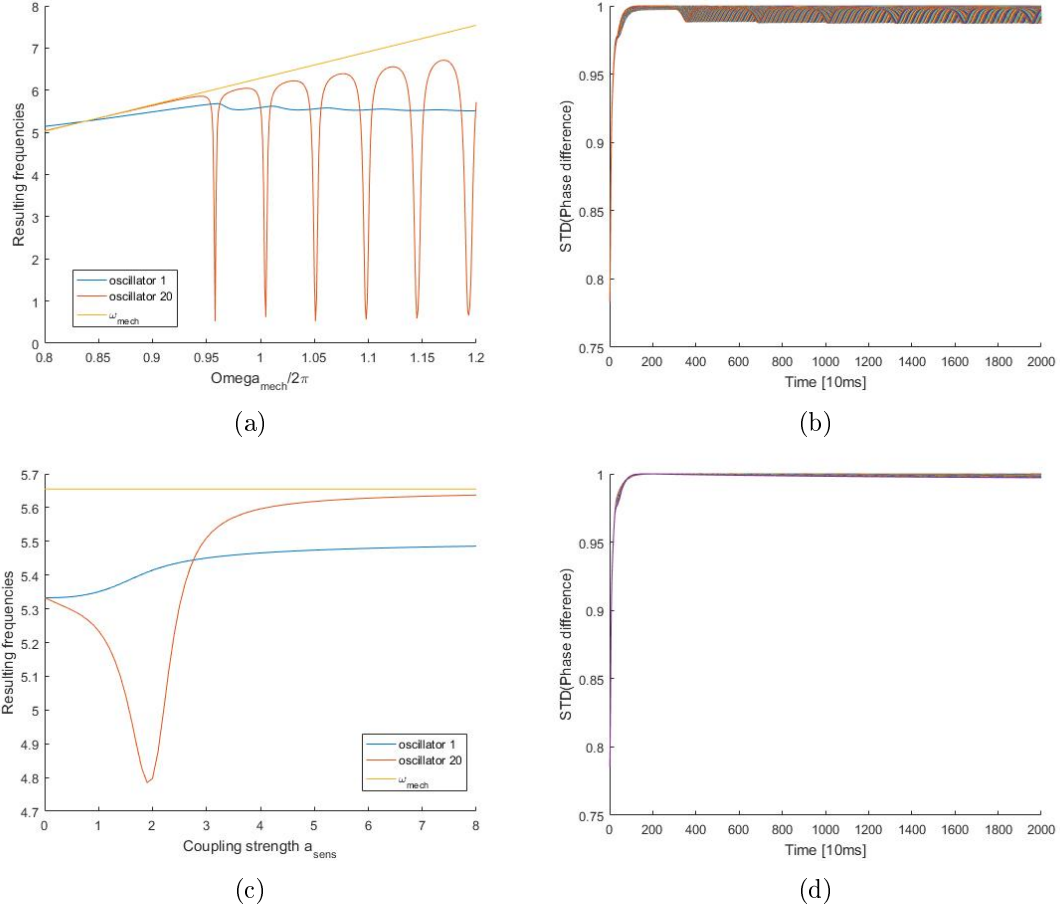 8
7
6
5
4
3
2
1
0
Resulting frequencies
oscillator 1
oscillator 20
ω_mech
0.8 0.85 0.9 0.95 1 1.05 1.1 1.15 1.2
Omega_mech/2π
(a)
1
0.95
0.9
0.85
0.8
0.75
STD(Phase difference)
0 200 400 600 800 1000 1200 1400 1600 1800 2000
Time [10ms]
(b)
5.7
5.6
5.5
5.4
5.3
5.2
5.1
5
4.9
4.8
4.7
Resulting frequencies
oscillator 1
oscillator 20
ω_mech
0 1 2 3 4 5 6 7 8
Coupling strength a_sens
(c)
1
0.95
0.9
0.85
0.8
0.75
STD(Phase difference)
0 200 400 600 800 1000 1200 1400 1600 1800 2000
Time [10ms]
(d)